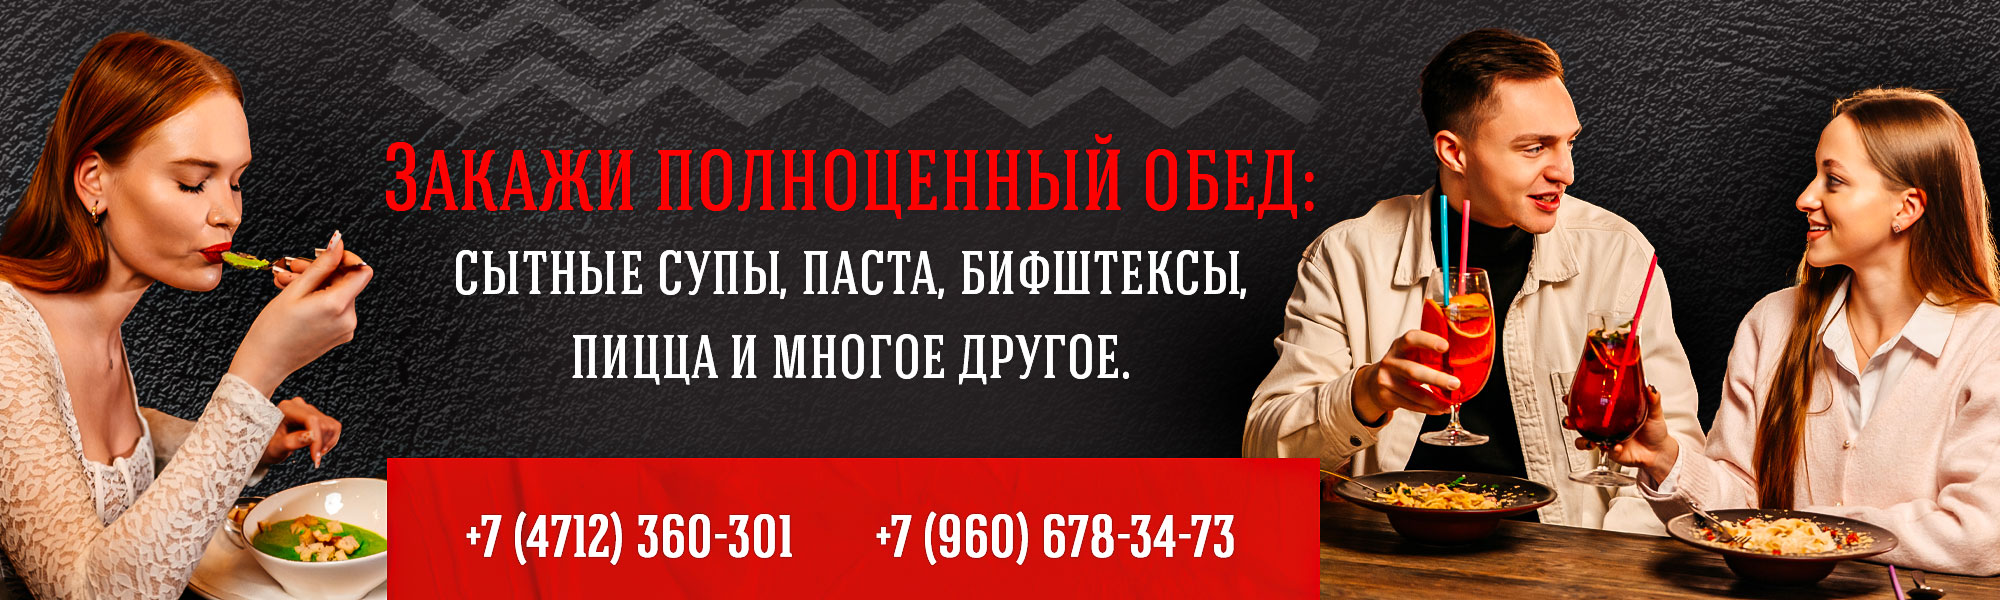 Закажи полноценный обед:
сытные супы, паста, бифштексы,
пицца и многое другое.
+7 (4712) 360-301 +7 (960) 678-34-73